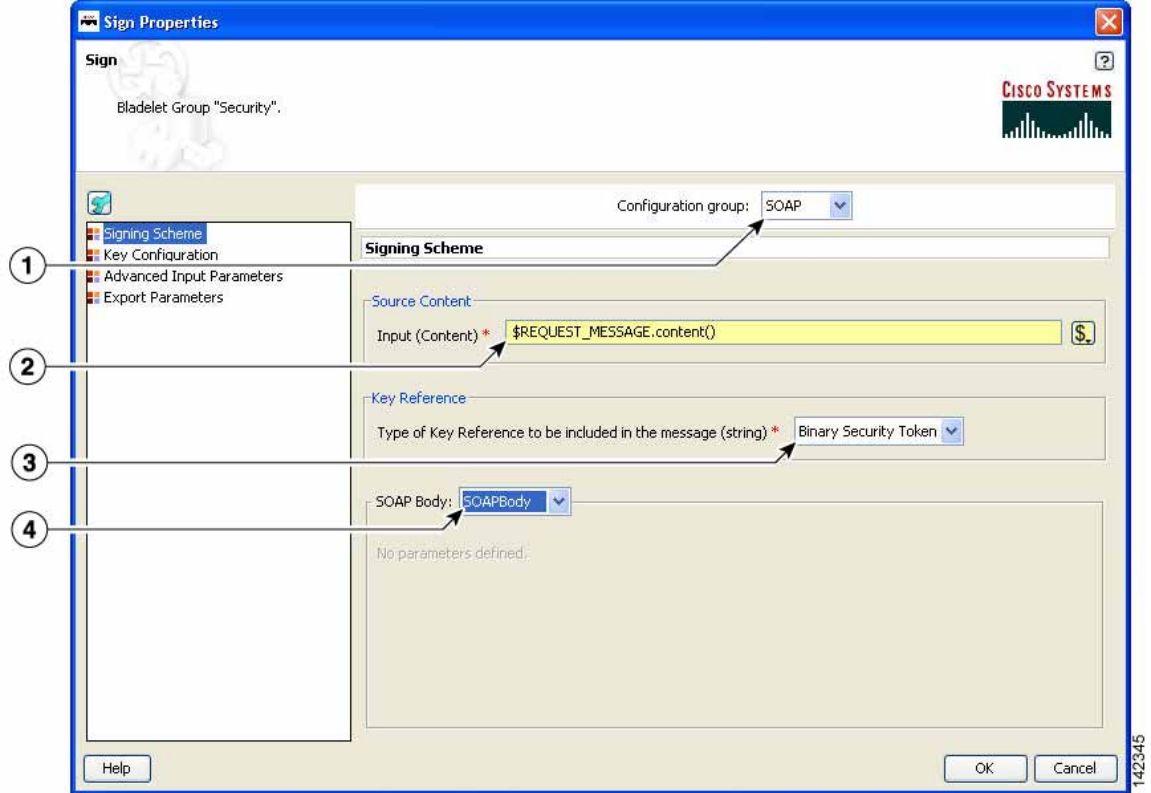 Sign Properties
Sign
Bladelet Group "Security".
CISCO SYSTEMS
Configuration group: SOAP
Signing Scheme
Key Configuration
Advanced Input Parameters
Export Parameters
Signing Scheme
Source Content
Input (Content) * $REQUEST_MESSAGE.content()
$
Key Reference
Type of Key Reference to be included in the message (string) * Binary Security Token
SOAP Body: SOAPBody
No parameters defined.
1
2
3
4
Help
OK
Cancel
142345
?